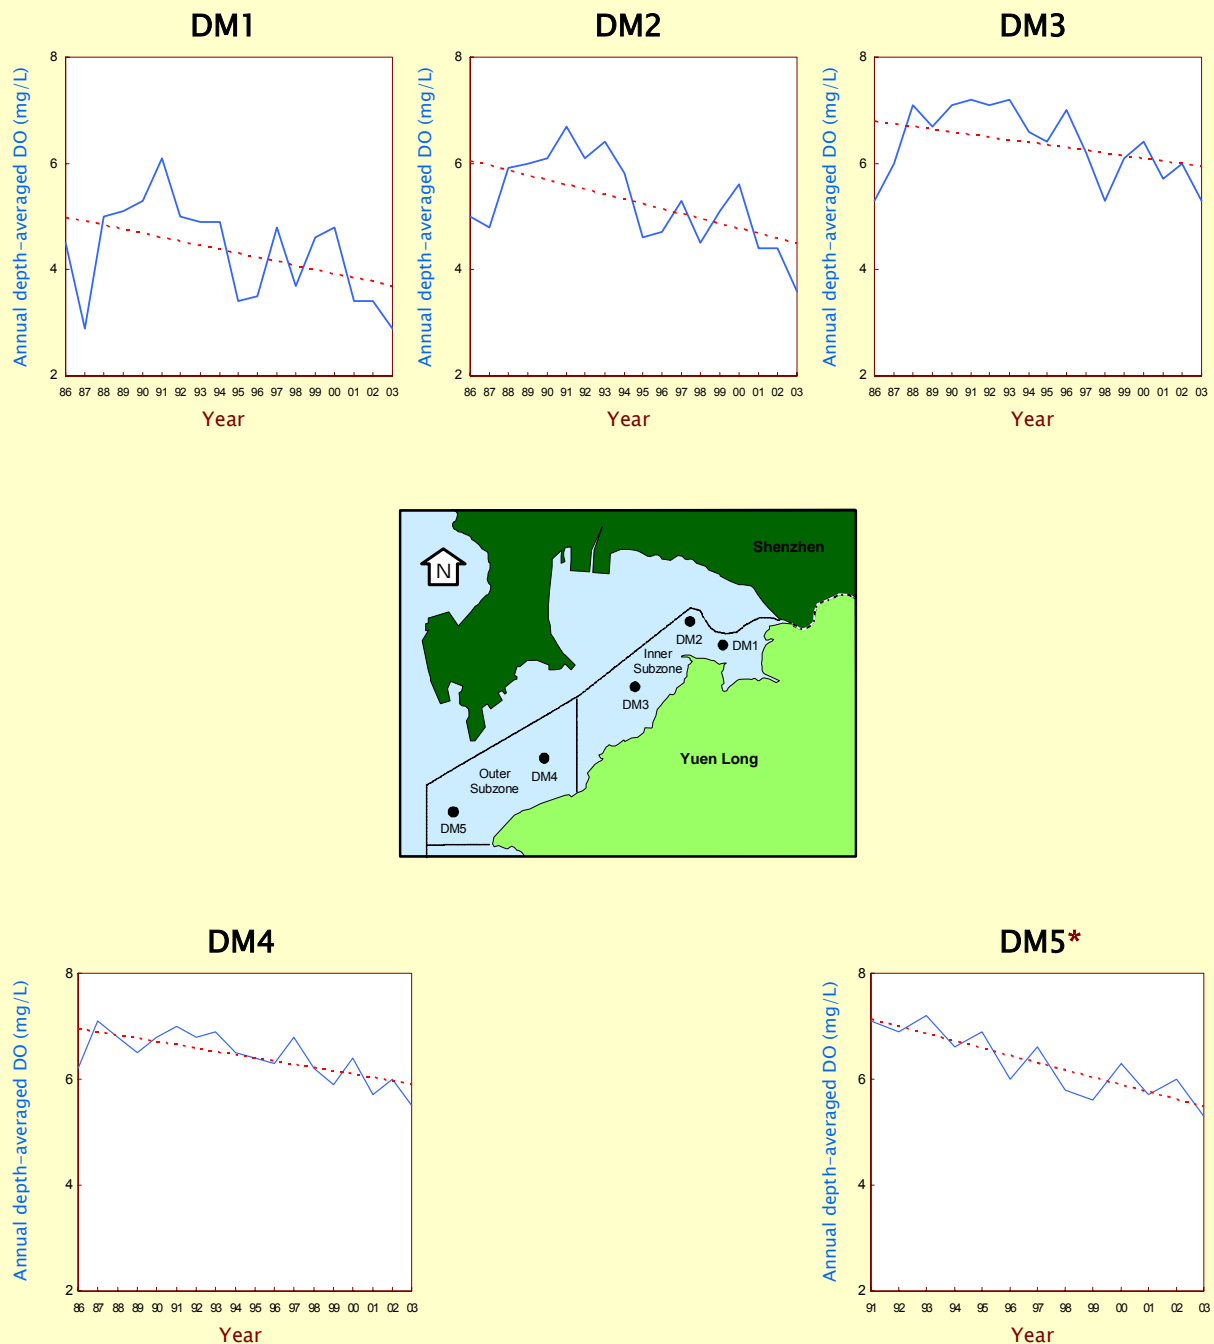 DM1
DM2
DM3
Annual depth-averaged DO (mg/L)
8
6
4
2
86 87 88 89 90 91 92 93 94 95 96 97 98 99 00 01 02 03
Year
Annual depth-averaged DO (mg/L)
8
6
4
2
86 87 88 89 90 91 92 93 94 95 96 97 98 99 00 01 02 03
Year
Annual depth-averaged DO (mg/L)
8
6
4
2
86 87 88 89 90 91 92 93 94 95 96 97 98 99 00 01 02 03
Year
Shenzhen
N
DM2
DM1
Inner
Subzone
DM3
Yuen Long
Outer
Subzone
DM4
DM5
DM4
DM5*
Annual depth-averaged DO (mg/L)
8
6
4
2
86 87 88 89 90 91 92 93 94 95 96 97 98 99 00 01 02 03
Year
Annual depth-averaged DO (mg/L)
8
6
4
2
91 92 93 94 95 96 97 98 99 00 01 02 03
Year